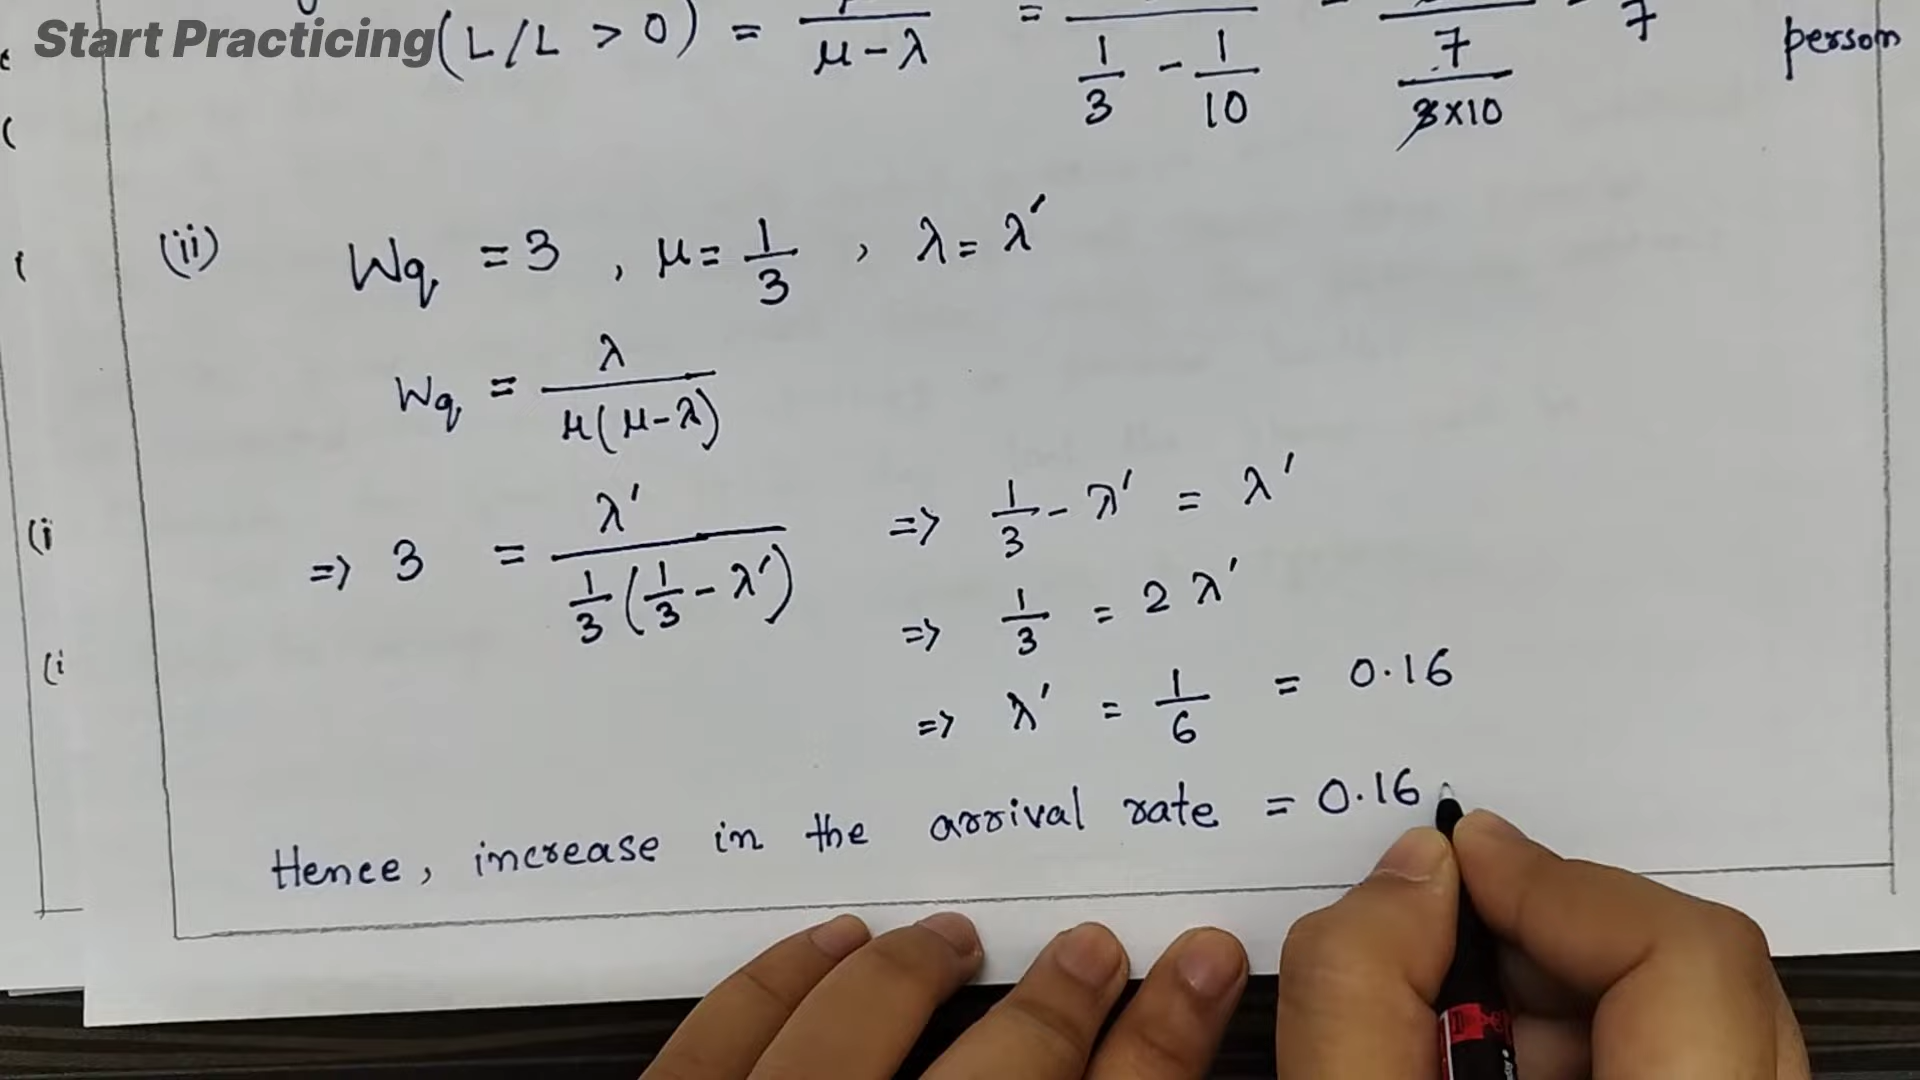 Start Practicing
(L/L > 0) = /(μ-λ) = /(1/3 - 1/10) = /(7/(3×10)) = /7 person
(ii) Wq = 3 , μ = 1/3 , λ = λ'
Wq = λ/(μ(μ-λ))
=> 3 = λ'/(1/3(1/3 - λ'))
=> 1/3 - λ' = λ'
=> 1/3 = 2λ'
=> λ' = 1/6 = 0.16
Hence, increase in the arrival rate = 0.16
(i
(i